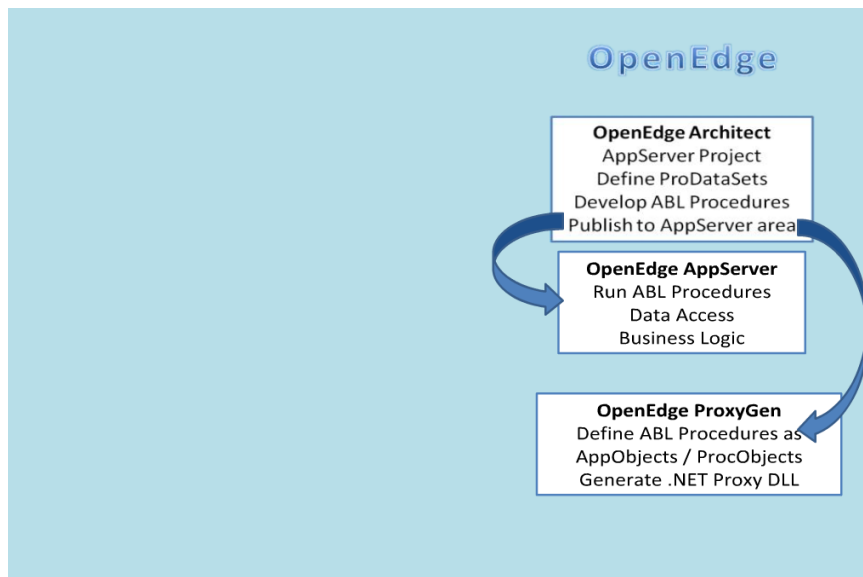 OpenEdge
OpenEdge Architect
AppServer Project
Define ProDataSets
Develop ABL Procedures
Publish to AppServer area
OpenEdge AppServer
Run ABL Procedures
Data Access
Business Logic
OpenEdge ProxyGen
Define ABL Procedures as
AppObjects / ProcObjects
Generate .NET Proxy DLL